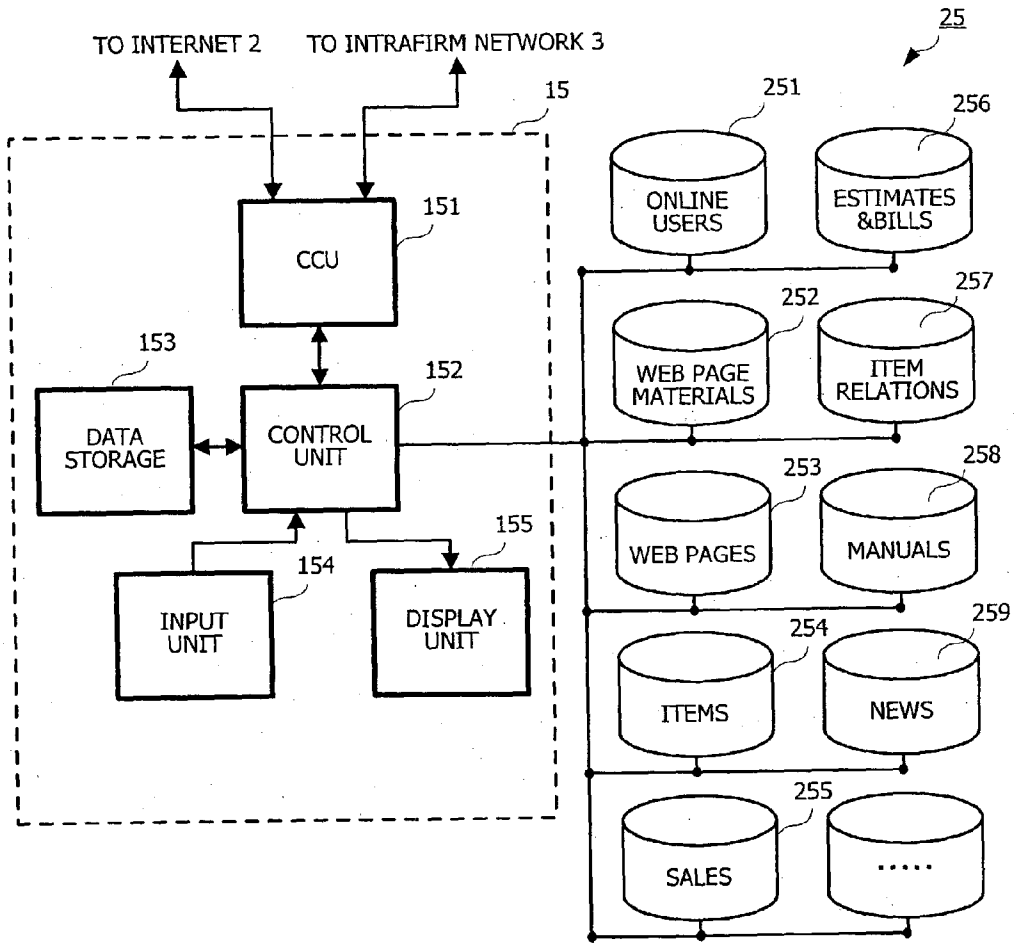 TO INTERNET 2
TO INTRAFIRM NETWORK 3
25
15
251
256
ONLINE
USERS
ESTIMATES
&BILLS
151
CCU
252
257
WEB PAGE
MATERIALS
ITEM
RELATIONS
153
152
DATA
STORAGE
CONTROL
UNIT
253
258
WEB PAGES
MANUALS
154
155
INPUT
UNIT
DISPLAY
UNIT
254
259
ITEMS
NEWS
255
SALES
.....